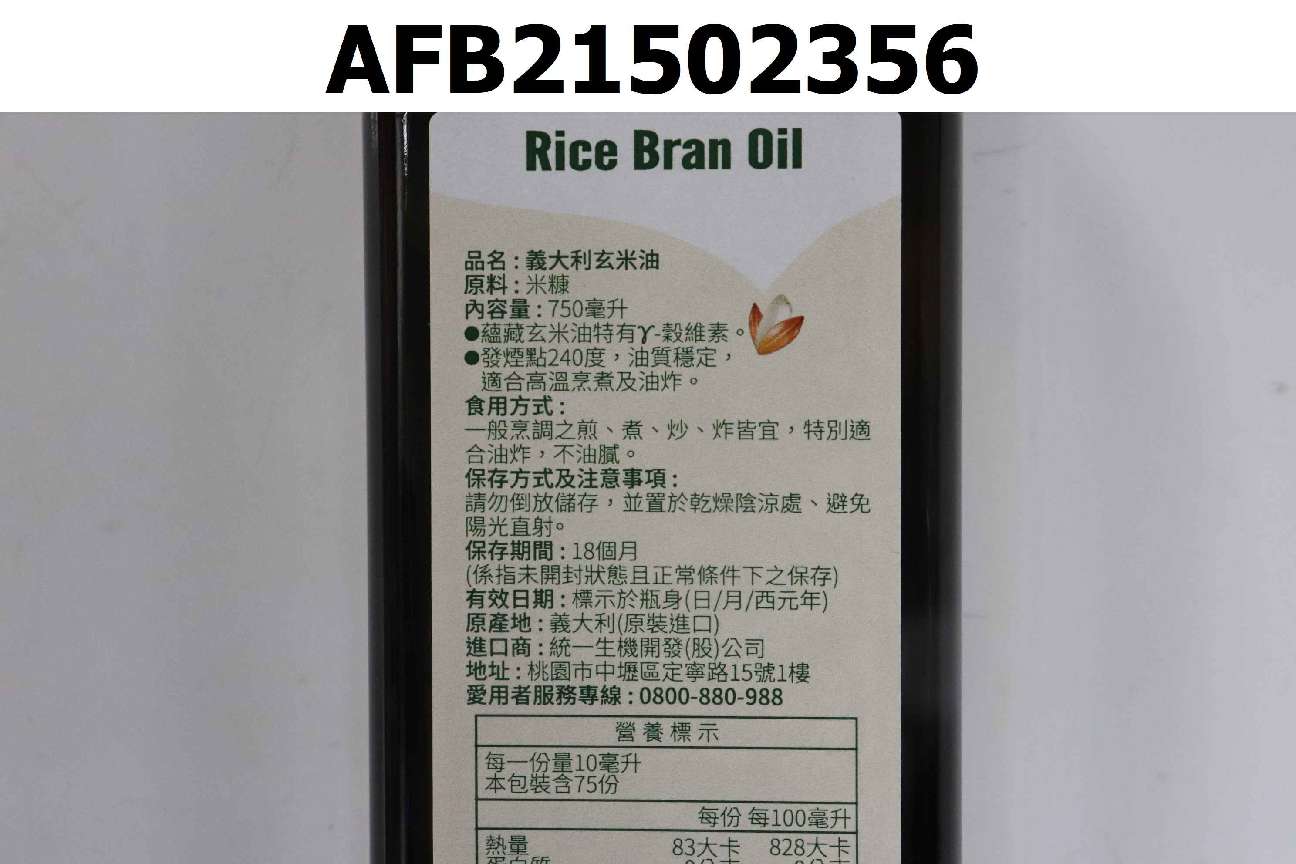 AFB21502356
Rice Bran Oil
品名:義大利玄米油
原料:米糠
內容量:750毫升
●蘊藏玄米油特有γ-穀維素。
●發煙點240度，油質穩定，
適合高溫烹煮及油炸。
食用方式:
一般烹調之煎、煮、炒、炸皆宜，特別適
合油炸，不油膩。
保存方式及注意事項:
請勿倒放儲存，並置於乾燥陰涼處、避免
陽光直射。
保存期間:18個月
(係指未開封狀態且正常條件下之保存)
有效日期:標示於瓶身(日/月/西元年)
原產地:義大利(原裝進口)
進口商:統一生機開發(股)公司
地址:桃園市中壢區定寧路15號1樓
愛用者服務專線:0800-880-988
營養標示
每一份量10毫升
本包裝含75份
每份 每100毫升
熱量 83大卡 828大卡